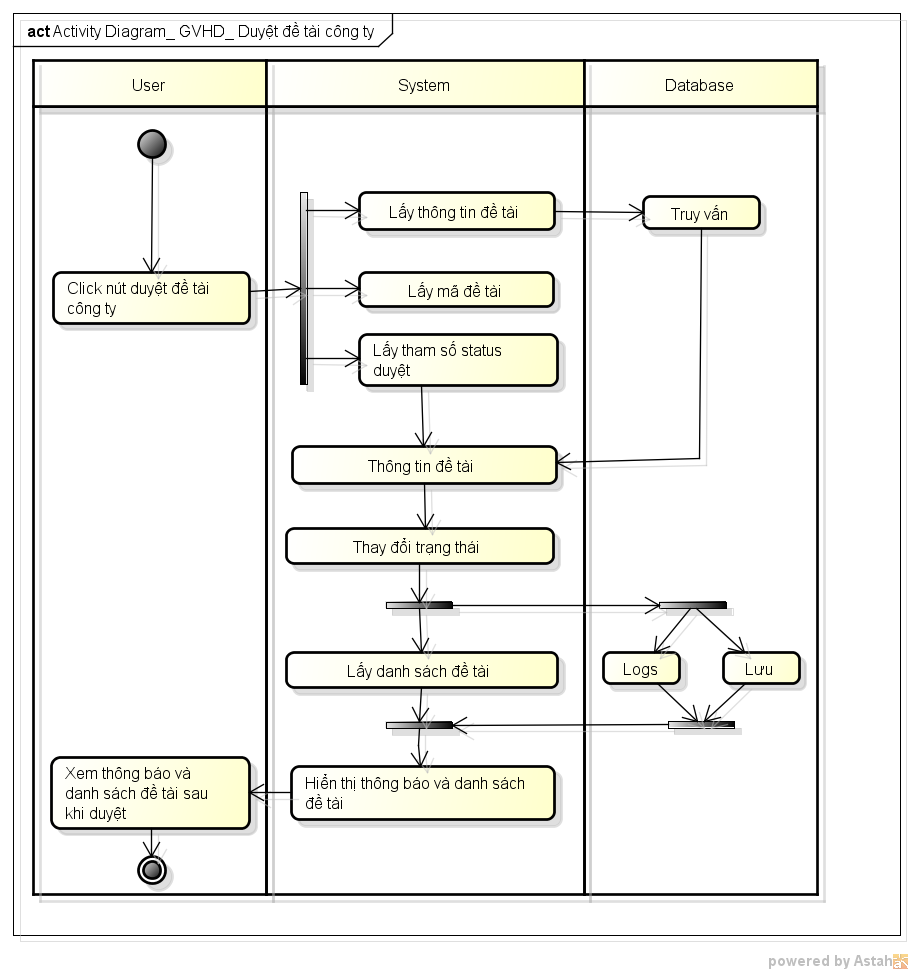 act Activity Diagram_ GVHD_ Duyệt đề tài công ty
User
System
Database
Lấy thông tin đề tài
Truy vấn
Click nút duyệt đề tài
công ty
Lấy mã đề tài
Lấy tham số status
duyệt
Thông tin đề tài
Thay đổi trạng thái
Lấy danh sách đề tài
Logs
Lưu
Xem thông báo và
danh sách đề tài sau
khi duyệt
Hiển thị thông báo và danh sách
đề tài
powered by Astah